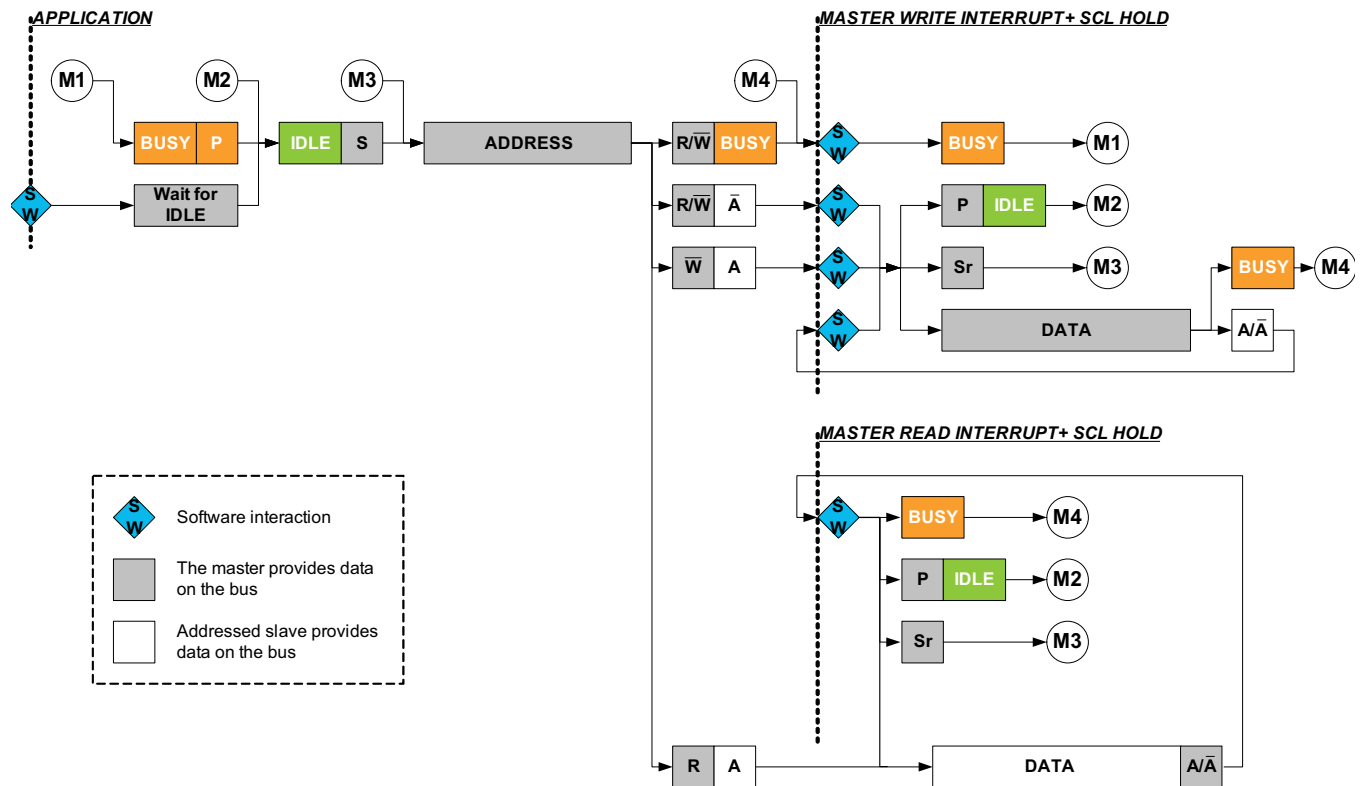 APPLICATION
MASTER WRITE INTERRUPT+ SCL HOLD
M1
M2
M3
M4
BUSY P
IDLE S
ADDRESS
R/W̅ BUSY
S
W
BUSY
M1
S
W
Wait for
IDLE
R/W̅ A̅
S
W
P IDLE
M2
W̅ A
S
W
Sr
M3
BUSY
M4
S
W
DATA
A/A̅
MASTER READ INTERRUPT+ SCL HOLD
S
W
BUSY
M4
P IDLE
M2
Sr
M3
S
W
Software interaction
The master provides data
on the bus
Addressed slave provides
data on the bus
R A
DATA
A/A̅